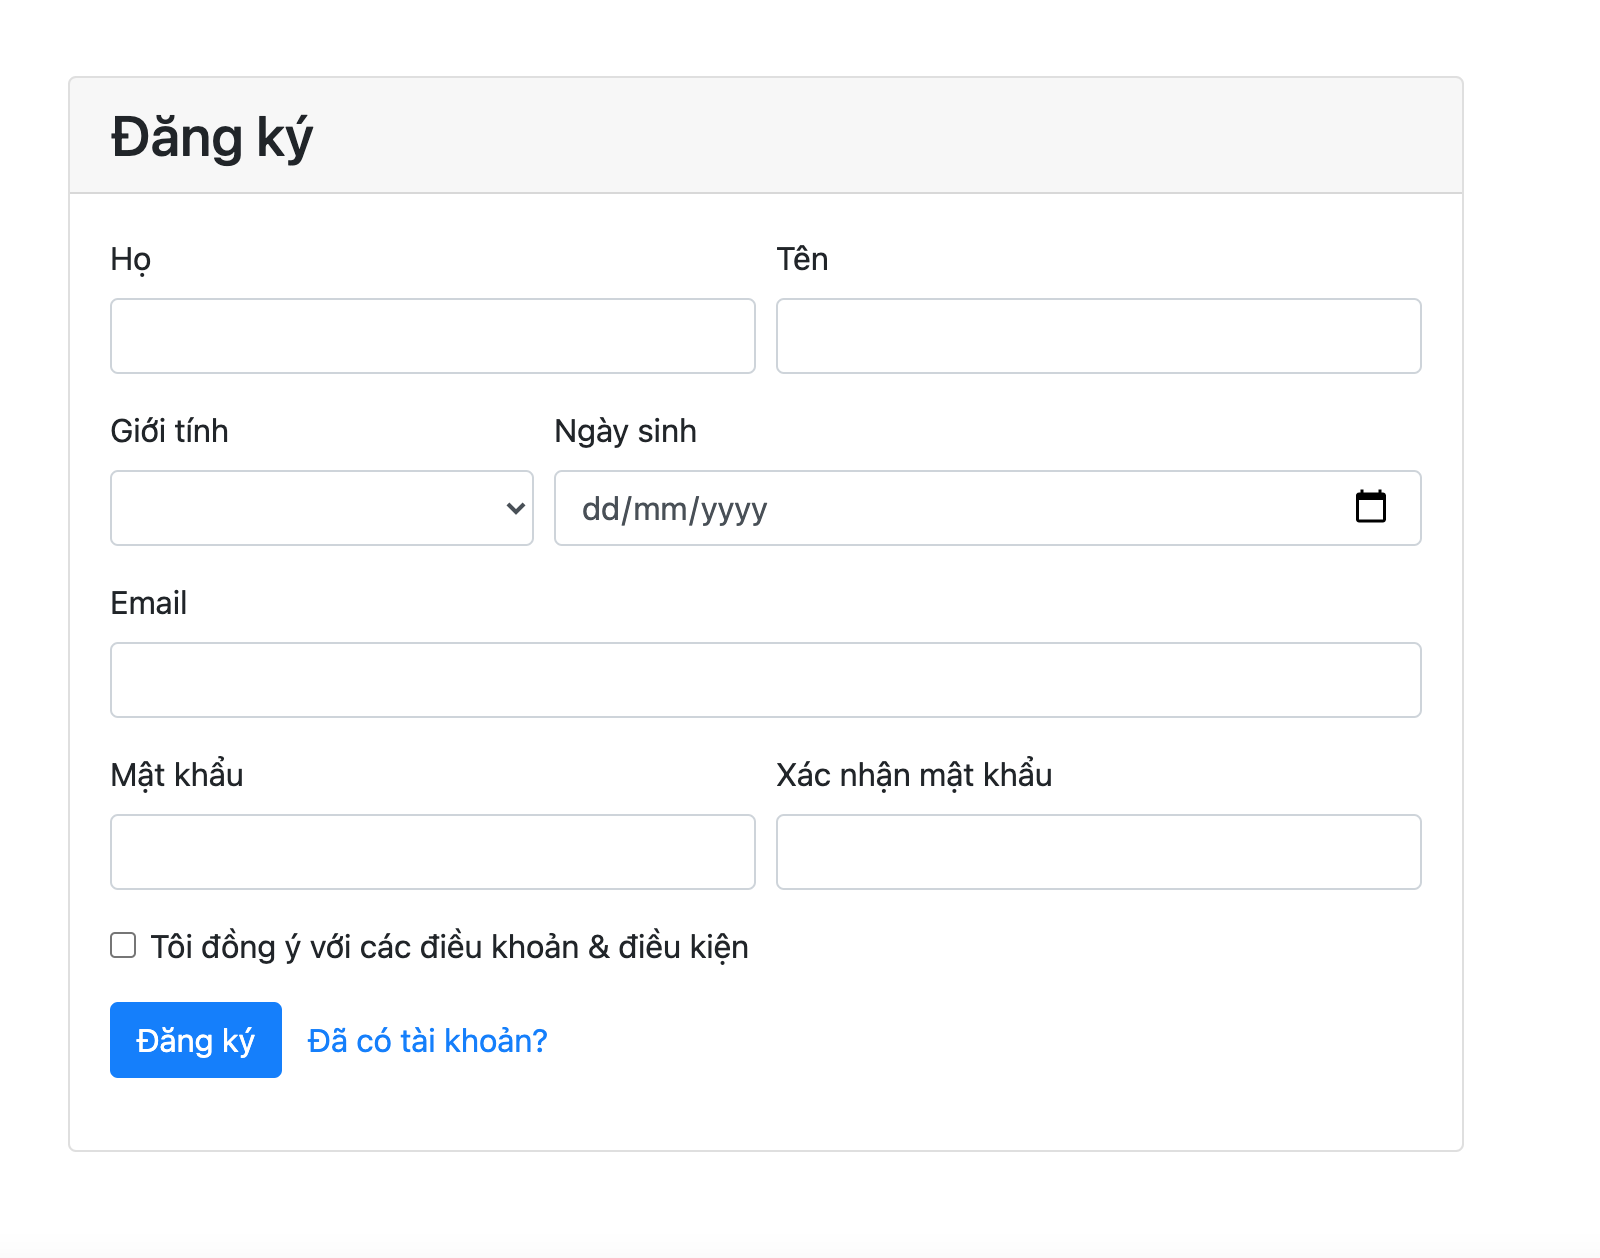 Đăng ký
Họ
Tên
Giới tính
Ngày sinh
dd/mm/yyyy
Email
Mật khẩu
Xác nhận mật khẩu
Tôi đồng ý với các điều khoản & điều kiện
Đăng ký
Đã có tài khoản?